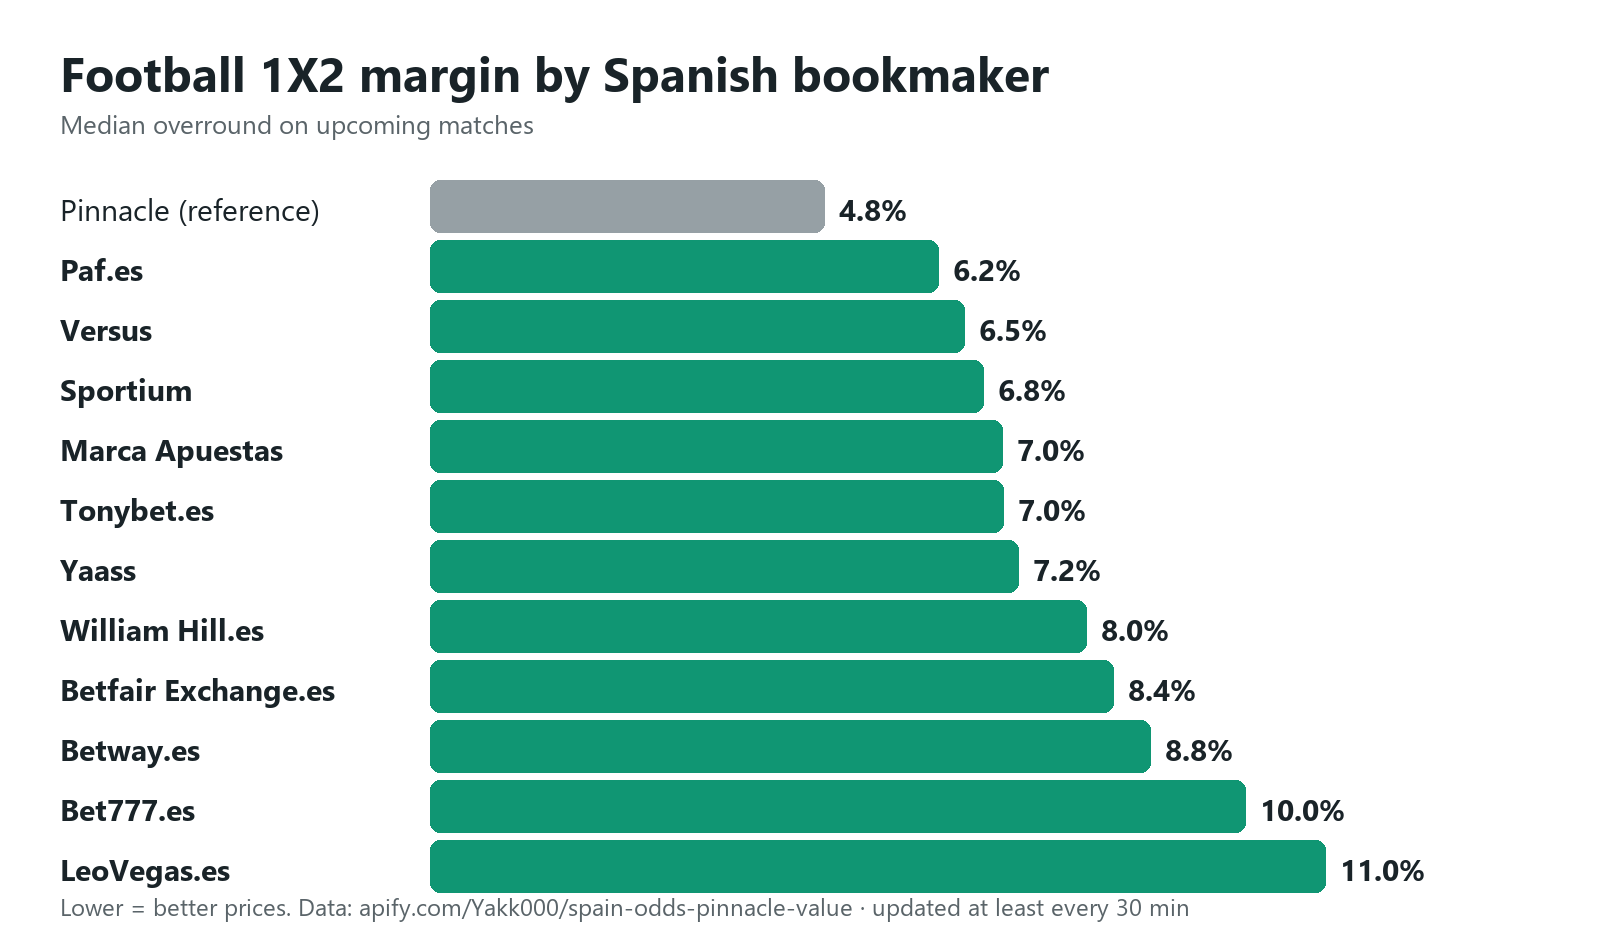 Football 1X2 margin by Spanish bookmaker
Median overround on upcoming matches
Pinnacle (reference) 4.8%
Paf.es 6.2%
Versus 6.5%
Sportium 6.8%
Marca Apuestas 7.0%
Tonybet.es 7.0%
Yaass 7.2%
William Hill.es 8.0%
Betfair Exchange.es 8.4%
Betway.es 8.8%
Bet777.es 10.0%
LeoVegas.es 11.0%
Lower = better prices. Data: apify.com/Yakk000/spain-odds-pinnacle-value · updated at least every 30 min